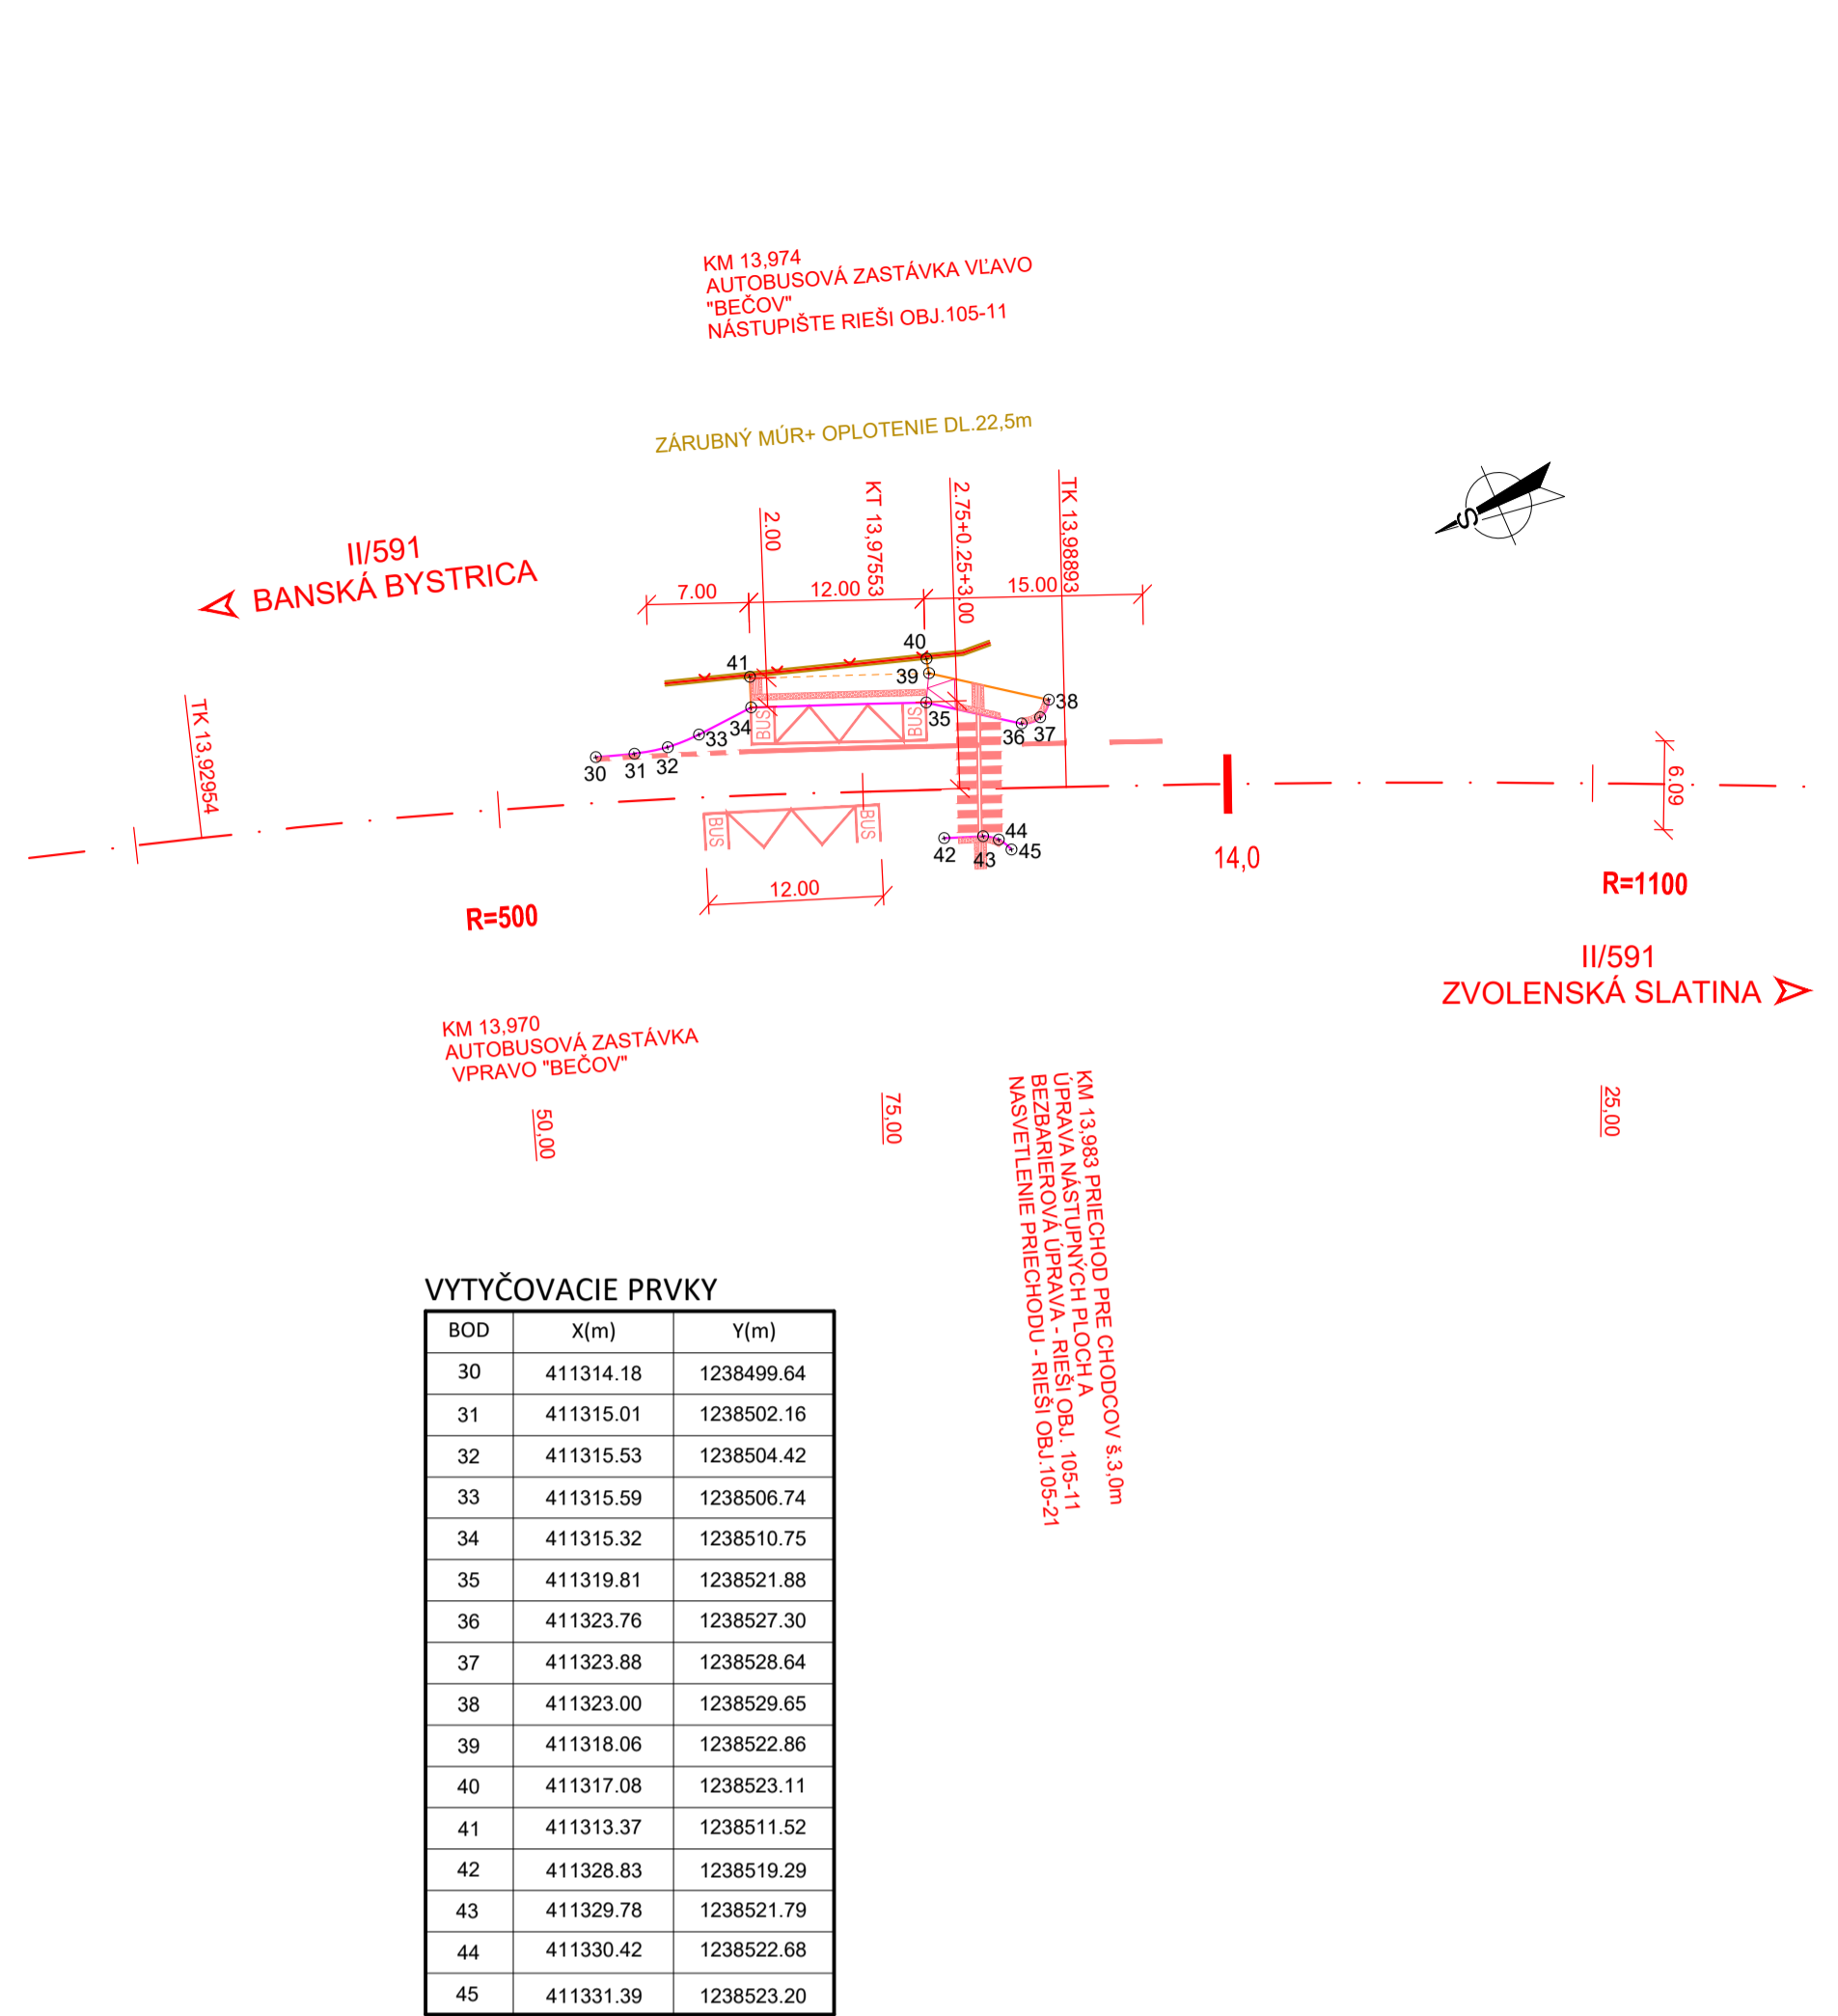 KM 13,974
AUTOBUSOVÁ ZASTÁVKA VĽAVO
"BEČOV"
NÁSTUPIŠTE RIEŠI OBJ.105-11
ZÁRUBNÝ MÚR+ OPLOTENIE DL.22,5m
II/591
BANSKÁ BYSTRICA
2.00
KT 13,97553
2.75+0.25+3.00
TK 13,98893
S
7.00
12.00
15.00
TK 13,92954
41
40
39
38
37
36
35
34
33
32
31
30
BUS
BUS
BUS
BUS
42
43
44
45
12.00
6.09
14,0
R=500
R=1100
II/591
ZVOLENSKÁ SLATINA
KM 13,970
AUTOBUSOVÁ ZASTÁVKA
VPRAVO "BEČOV"
50,00
75,00
25,00
KM 13,983 PRIECHOD PRE CHODCOV š.3,0m
ÚPRAVA NÁSTUPNÝCH PLOCH A
BEZBARIEROVÁ ÚPRAVA - RIEŠI OBJ. 105-11
NASVETLENIE PRIECHODU - RIEŠI OBJ.105-21
VYTYČOVACIE PRVKY
BOD X(m) Y(m)
30 411314.18 1238499.64
31 411315.01 1238502.16
32 411315.53 1238504.42
33 411315.59 1238506.74
34 411315.32 1238510.75
35 411319.81 1238521.88
36 411323.76 1238527.30
37 411323.88 1238528.64
38 411323.00 1238529.65
39 411318.06 1238522.86
40 411317.08 1238523.11
41 411313.37 1238511.52
42 411328.83 1238519.29
43 411329.78 1238521.79
44 411330.42 1238522.68
45 411331.39 1238523.20